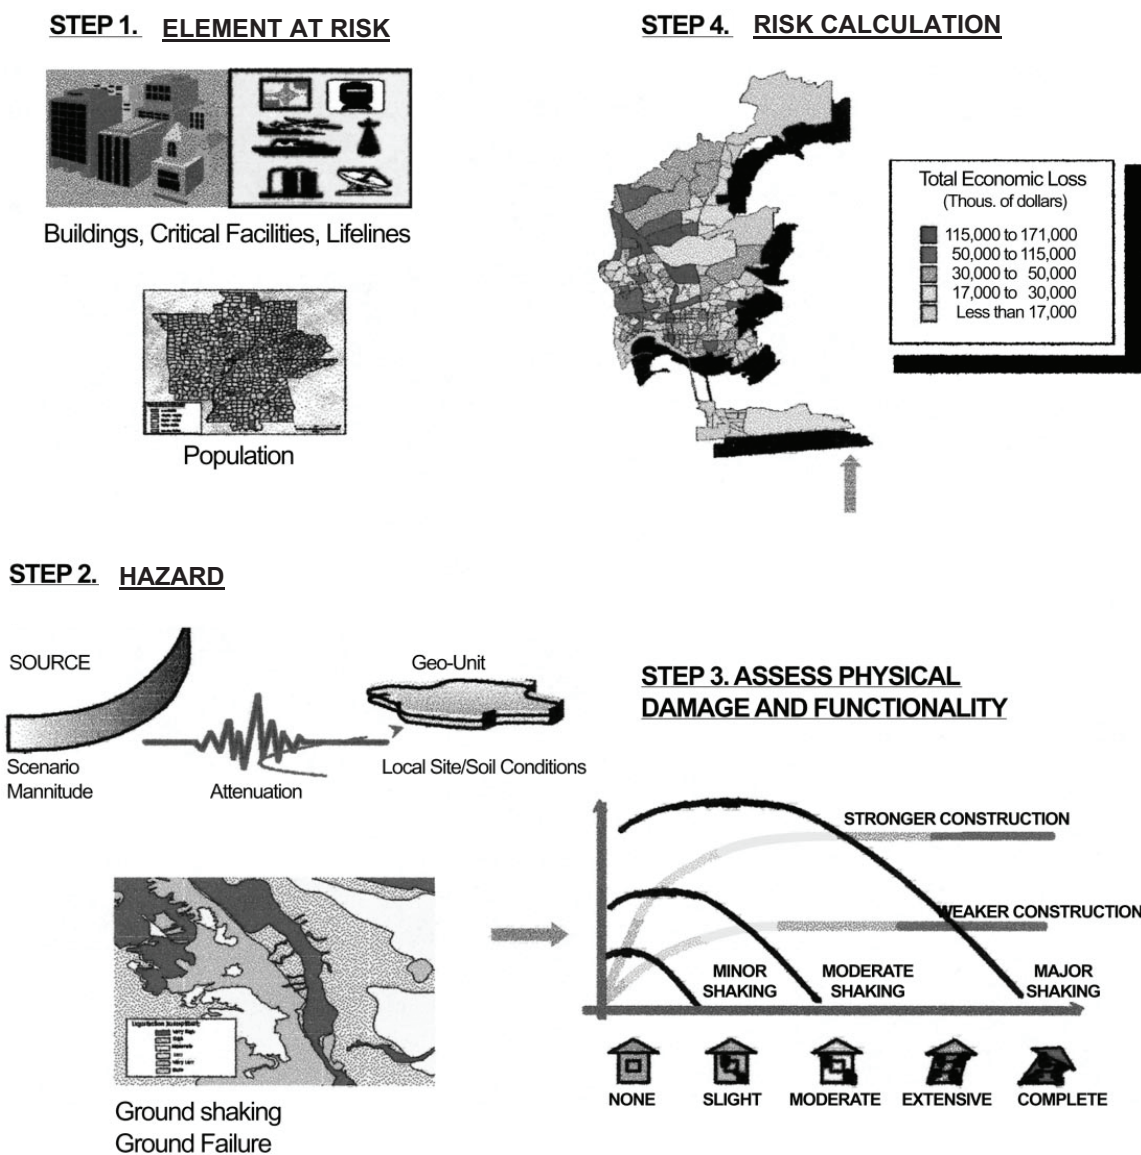 STEP 1. ELEMENT AT RISK
Buildings, Critical Facilities, Lifelines
Population
STEP 2. HAZARD
SOURCE
Geo-Unit
Scenario
Mannitude
Attenuation
Local Site/Soil Conditions
Ground shaking
Ground Failure
STEP 3. ASSESS PHYSICAL
DAMAGE AND FUNCTIONALITY
STRONGER CONSTRUCTION
WEAKER CONSTRUCTION
MINOR
SHAKING
MODERATE
SHAKING
MAJOR
SHAKING
NONE
SLIGHT
MODERATE
EXTENSIVE
COMPLETE
STEP 4. RISK CALCULATION
Total Economic Loss
(Thous. of dollars)
115,000 to 171,000
50,000 to 115,000
30,000 to 50,000
17,000 to 30,000
Less than 17,000